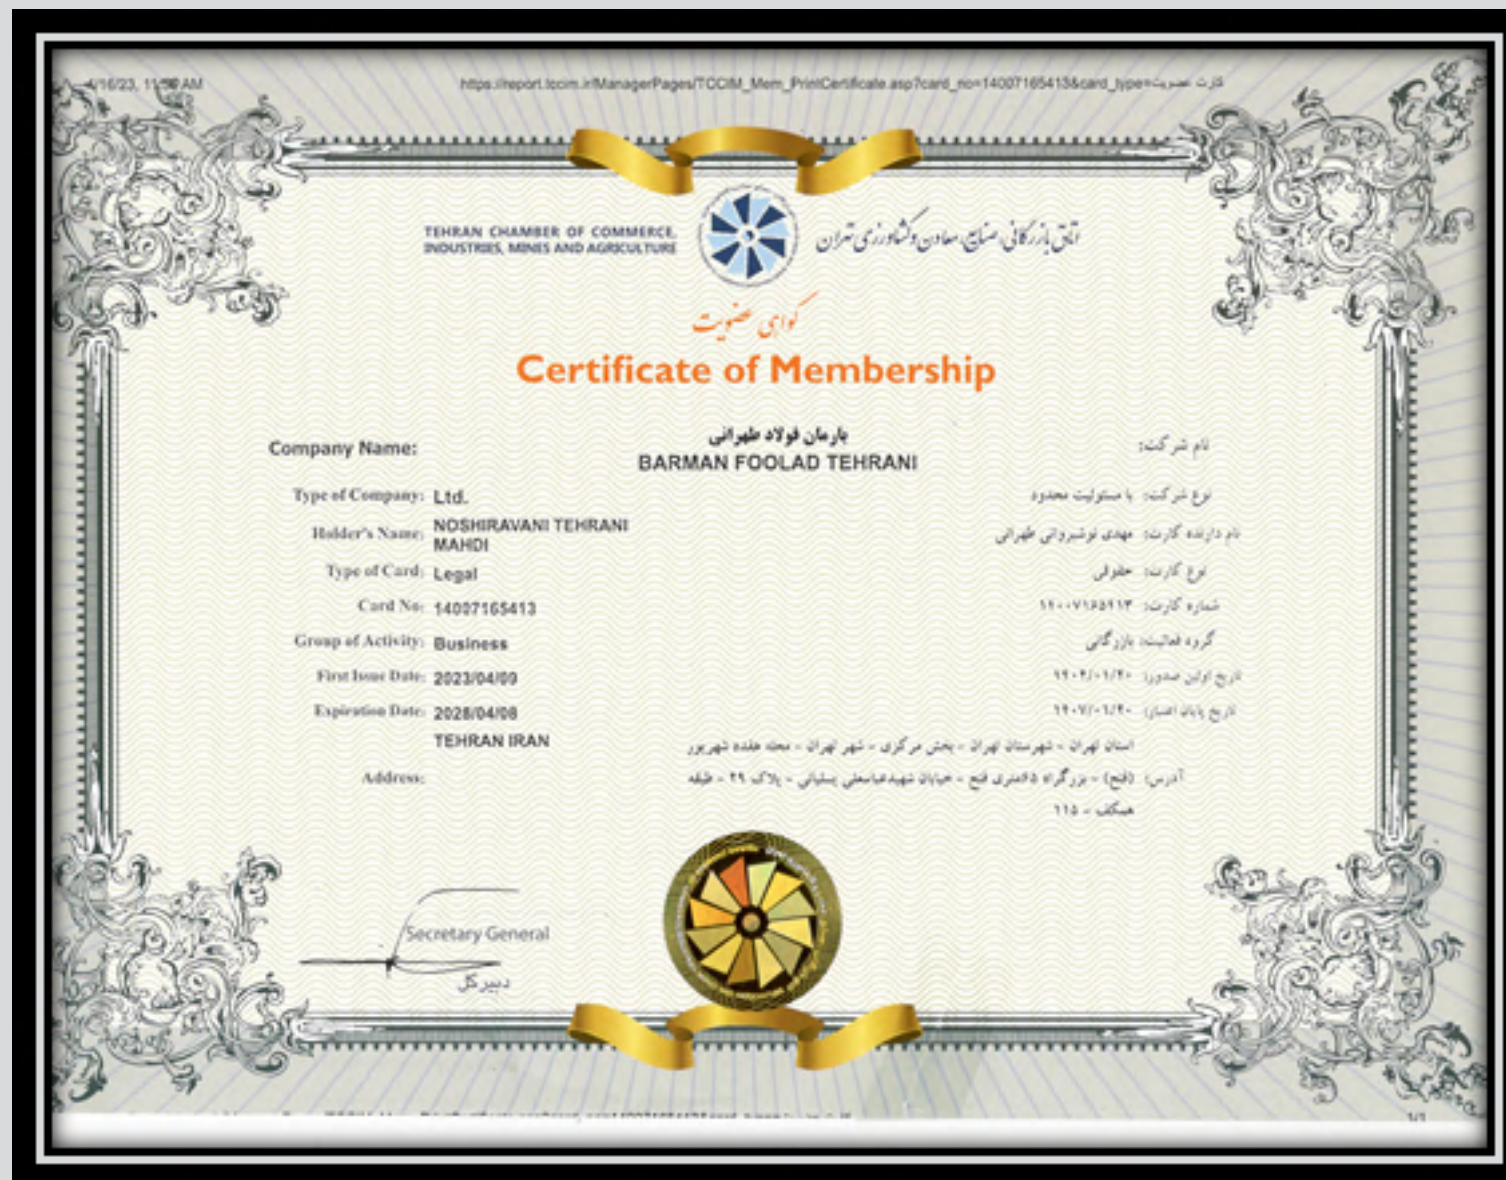 4/16/23, 11:50 AM
https://report.tccim.ir/ManagerPages/TCCIM_Mem_PrintCertificate.asp?card_no=14007165413&card_type=کارت عضویت
TEHRAN CHAMBER OF COMMERCE,
INDUSTRIES, MINES AND AGRICULTURE
اتاق بازرگانی، صنایع، معادن و کشاورزی تهران
گواهی عضویت
Certificate of Membership
بارمان فولاد طهرانی
Company Name: BARMAN FOOLAD TEHRANI نام شرکت:
Type of Company: Ltd. نوع شرکت: با مسئولیت محدود
Holder's Name: NOSHIRAVANI TEHRANI
MAHDI
نام دارنده کارت: مهدی نوشیروانی طهرانی
Type of Card: Legal نوع کارت: حقوقی
Card No: 14007165413 شماره کارت: ۱۴۰۰۷۱۶۵۴۱۳
Group of Activity: Business گروه فعالیت: بازرگانی
First Issue Date: 2023/04/09 تاریخ اولین صدور: ۱۴۰۲/۰۱/۲۰
Expiration Date: 2028/04/08 تاریخ پایان اعتبار: ۱۴۰۷/۰۱/۲۰
TEHRAN IRAN
Address:
استان تهران - شهرستان تهران - بخش مرکزی - شهر تهران - محله هفده شهریور
آدرس: (فتح) - بزرگراه ۶۵متری فتح - خیابان شهیدعباسعلی - پلاک ۲۹ - طبقه
همکف - ۱۱۵
Secretary General
دبیرکل
1/1